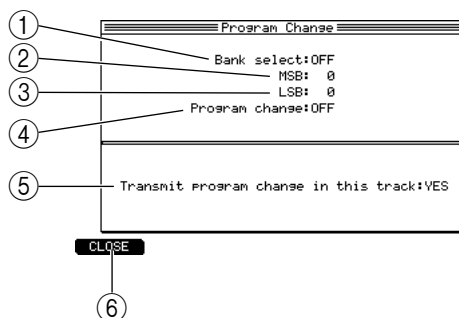 Program Change
① Bank select:OFF
② MSB: 0
③ LSB: 0
④ Program change:OFF
⑤ Transmit program change in this track:YES
CLOSE
⑥